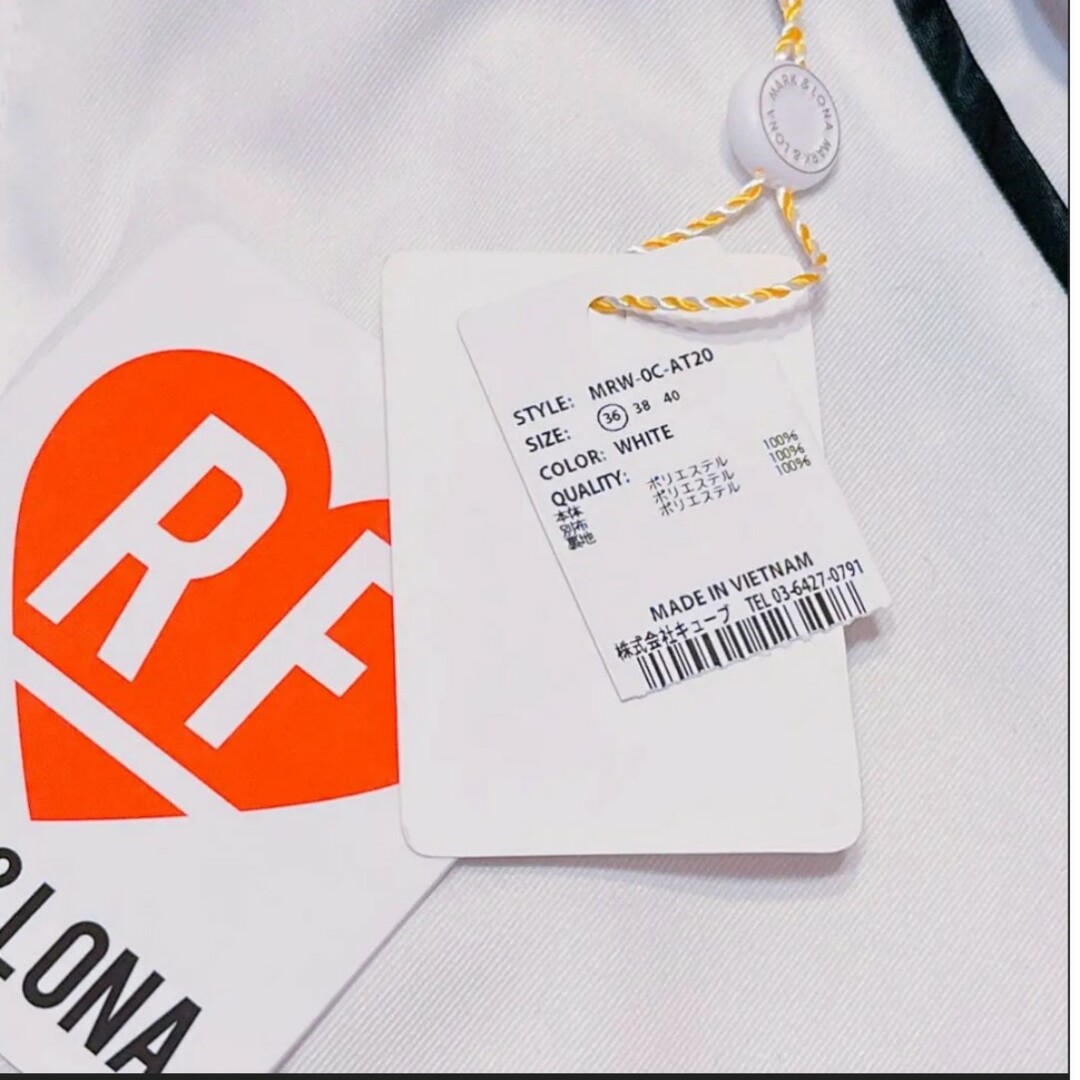 MARK & LONA MARK & LONA
STYLE: MRW-0C-AT20
SIZE: 36 38 40
COLOR: WHITE
QUALITY:
本体 ポリエステル 100%
別布 ポリエステル 100%
裏地 ポリエステル 100%
MADE IN VIETNAM
株式会社キューブ TEL 03-6427-0791
RF
&LONA